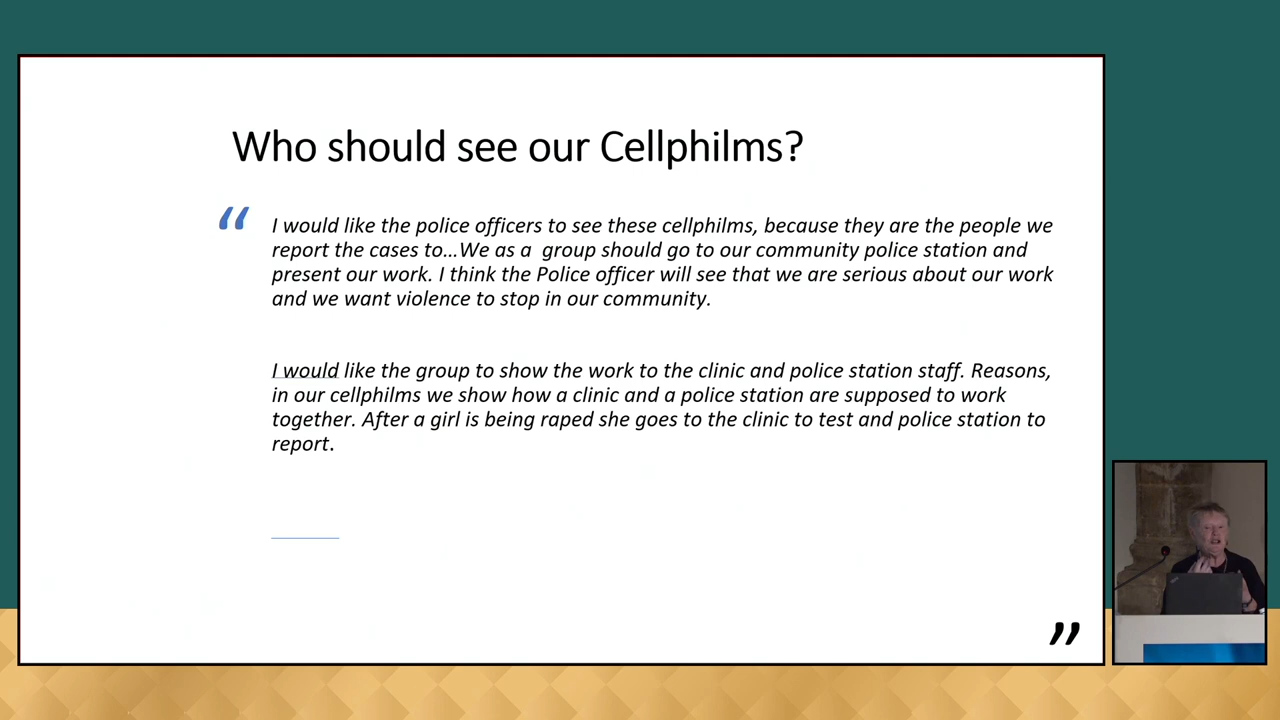 Who should see our Cellphilms?
“
I would like the police officers to see these cellphilms, because they are the people we
report the cases to…We as a  group should go to our community police station and
present our work. I think the Police officer will see that we are serious about our work
and we want violence to stop in our community.
I would like the group to show the work to the clinic and police station staff. Reasons,
in our cellphilms we show how a clinic and a police station are supposed to work
together. After a girl is being raped she goes to the clinic to test and police station to
report.
”